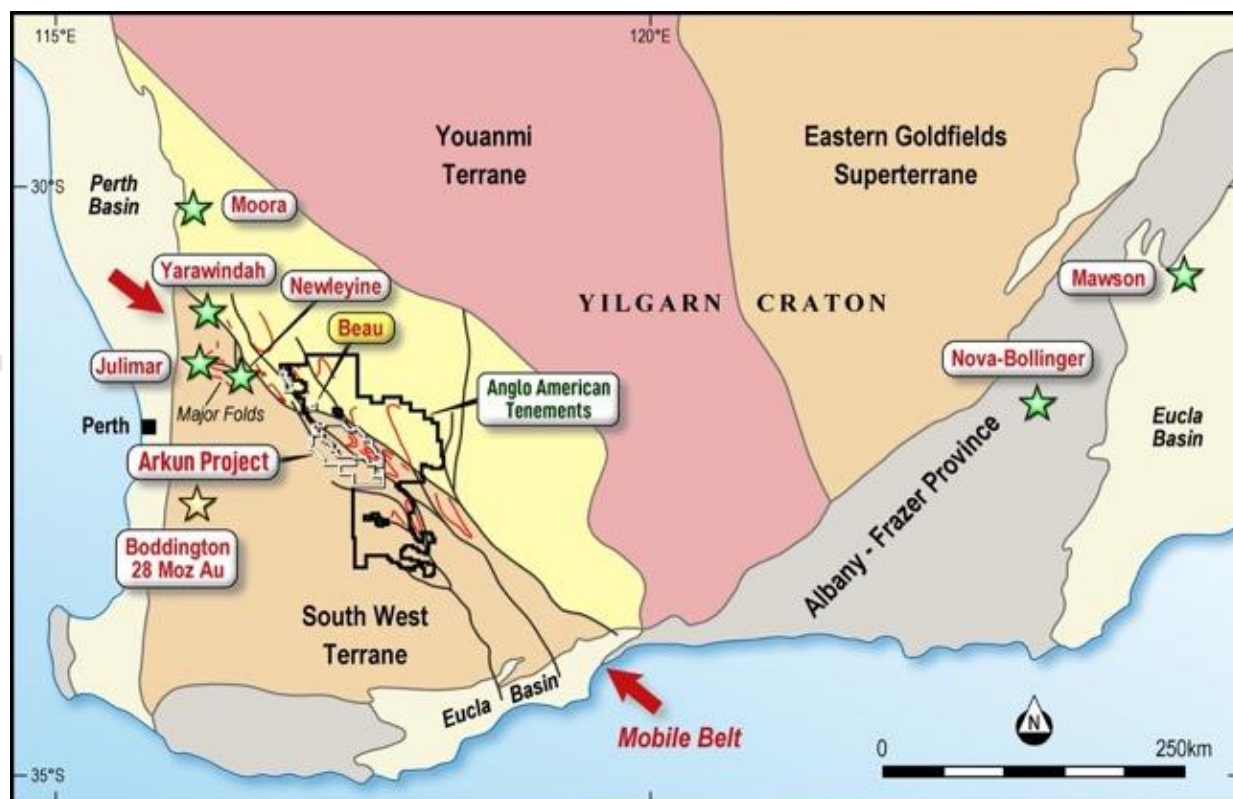 115°E
120°E
Youanmi
Terrane
Eastern Goldfields
Superterrane
30°S
Perth
Basin
Moora
Yarawindah
Newleyine
Mawson
YILGARN CRATON
Beau
Julimar
Nova-Bollinger
Major Folds
Anglo American
Tenements
Perth
Eucla
Basin
Arkun Project
Albany - Frazer Province
Boddington
28 Moz Au
South West
Terrane
Eucla Basin
Mobile Belt
N
0 250km
35°S